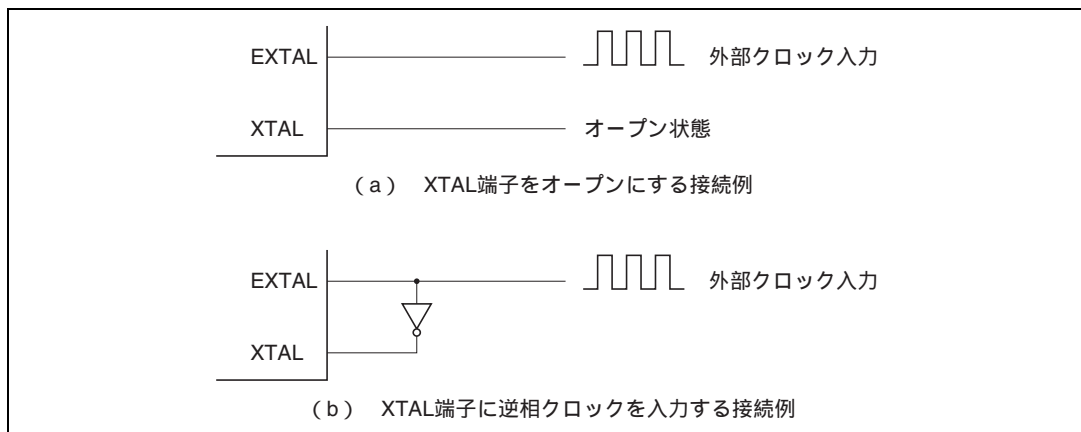 EXTAL 外部クロック入力
XTAL オープン状態
(a) XTAL端子をオープンにする接続例
EXTAL 外部クロック入力
XTAL
(b) XTAL端子に逆相クロックを入力する接続例